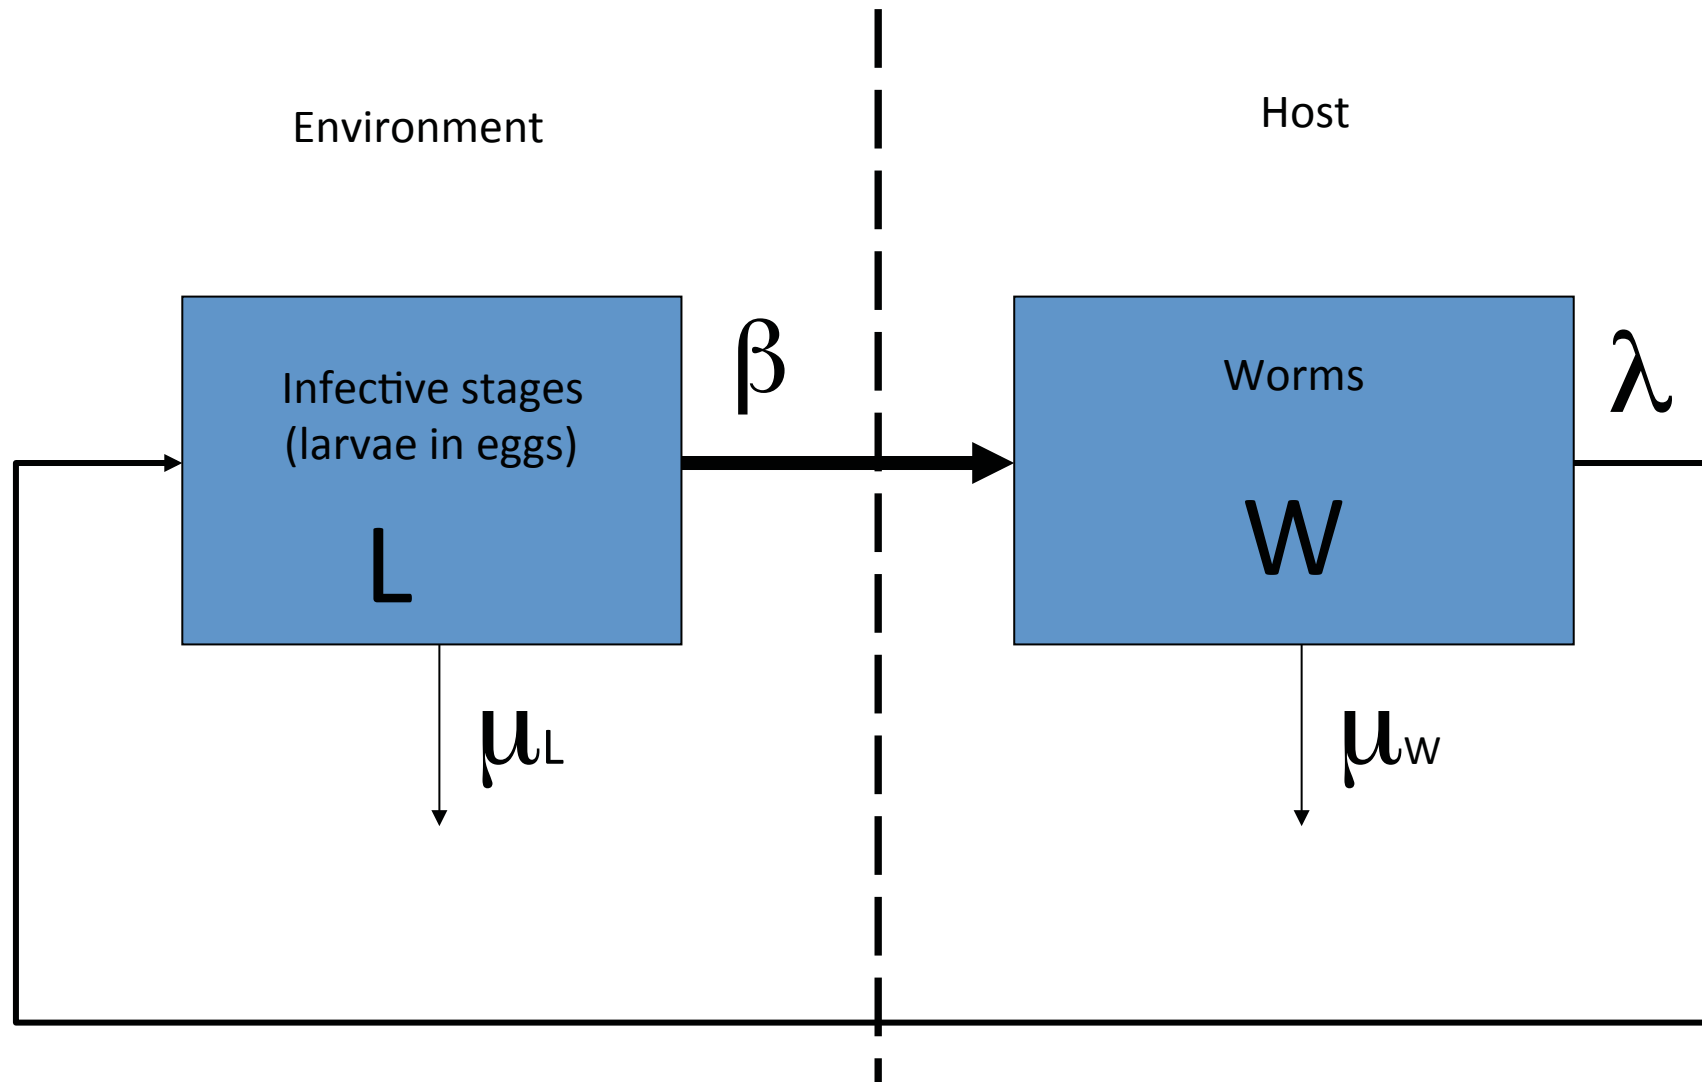 Environment
Host
Infective stages
(larvae in eggs)
L
β
Worms
W
λ
μL
μW